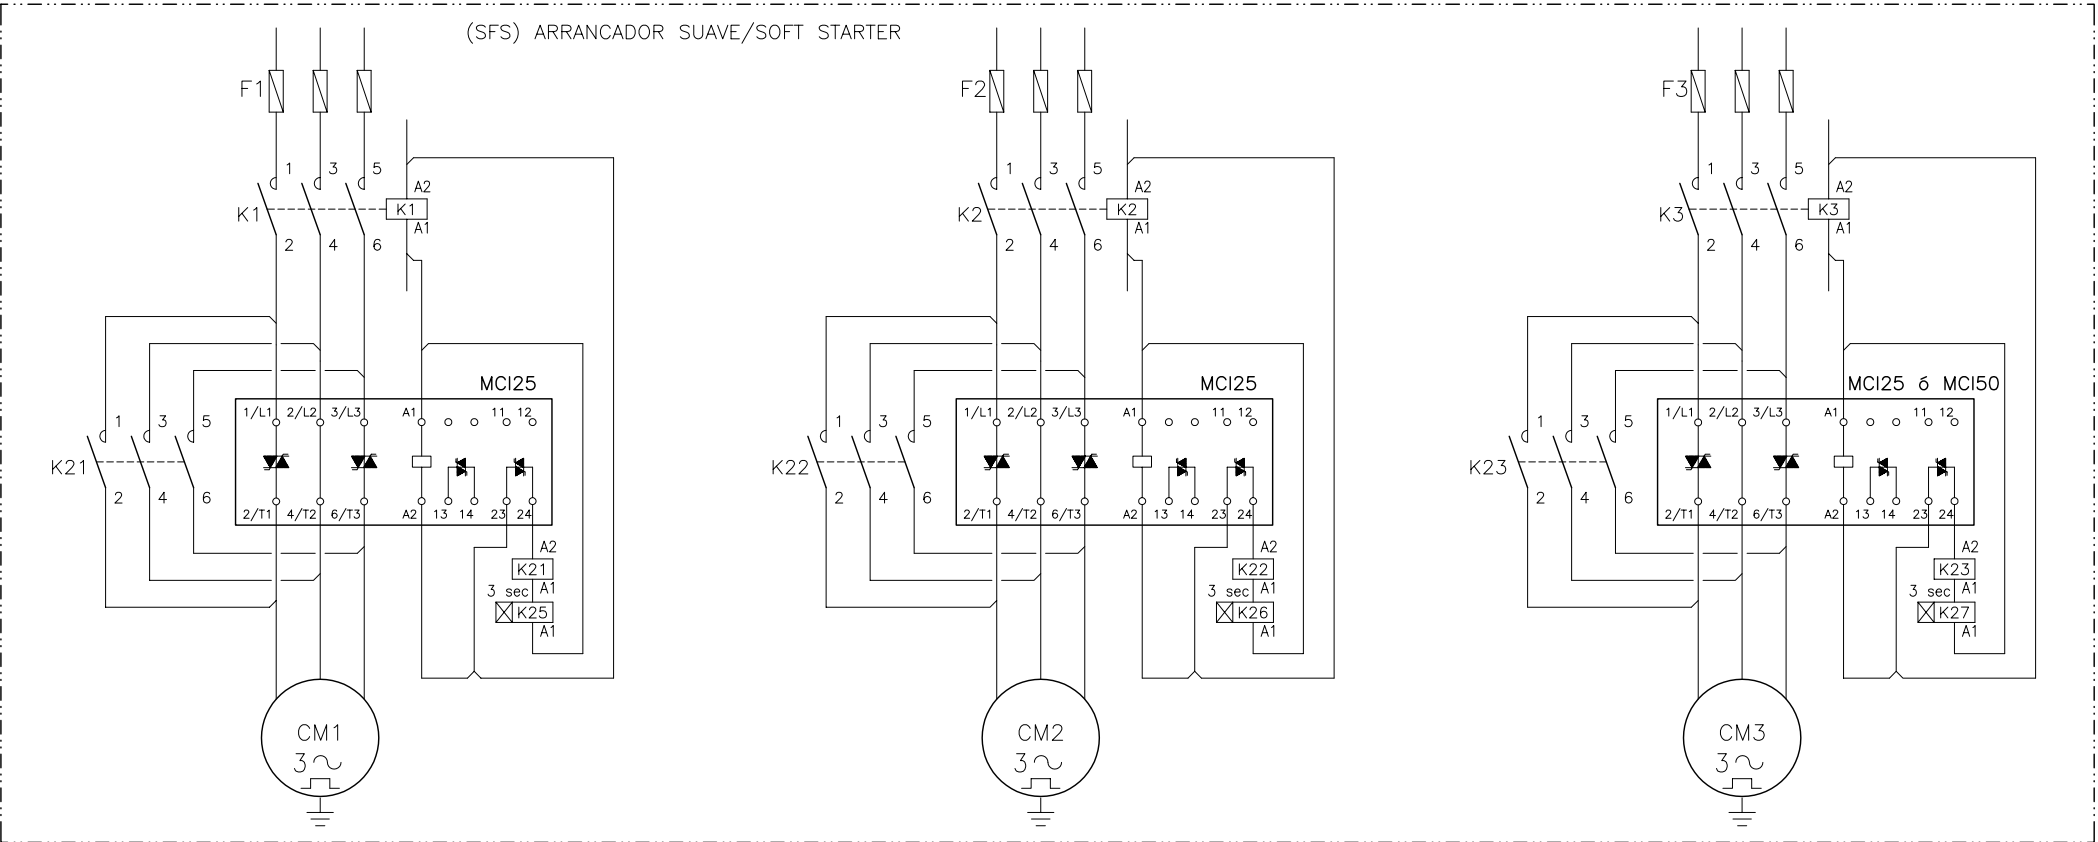 (SFS) ARRANCADOR SUAVE/SOFT STARTER
F1
1 3 5
A2
K1 K1
A1
2 4 6
MCI25
1/L1 2/L2 3/L3 A1 11 12
1 3 5
K21
2 4 6
2/T1 4/T2 6/T3 A2 13 14 23 24
A2
K21
3 sec A1
K25
A1
CM1
3
F2
1 3 5
A2
K2 K2
A1
2 4 6
MCI25
1/L1 2/L2 3/L3 A1 11 12
1 3 5
K22
2 4 6
2/T1 4/T2 6/T3 A2 13 14 23 24
A2
K22
3 sec A1
K26
A1
CM2
3
F3
1 3 5
A2
K3 K3
A1
2 4 6
MCI25 ó MCI50
1/L1 2/L2 3/L3 A1 11 12
1 3 5
K23
2 4 6
2/T1 4/T2 6/T3 A2 13 14 23 24
A2
K23
3 sec A1
K27
A1
CM3
3